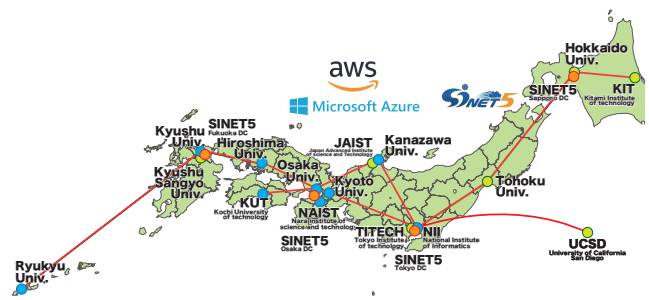 Hokkaido
Univ.
aws
Microsoft Azure
SINET5
SINET5
Sapporo DC
KIT
Kitami Institute
of technology
SINET5
Fukuoka DC
Kyushu
Univ.
Hiroshima
Univ.
JAIST
Japan Advanced Institute
of science and Technology
Kanazawa
Univ.
Kyushu
Sangyo
Univ.
Osaka
Univ.
Kyoto
Univ.
Tohoku
Univ.
KUT
Kochi University
of technology
NAIST
Nara institute of
science and technology
SINET5
Osaka DC
TITECH
Tokyo Institute
of technology
NII
National Institute
of Informatics
SINET5
Tokyo DC
UCSD
University of California
San Diego
Ryukyu
Univ.
6